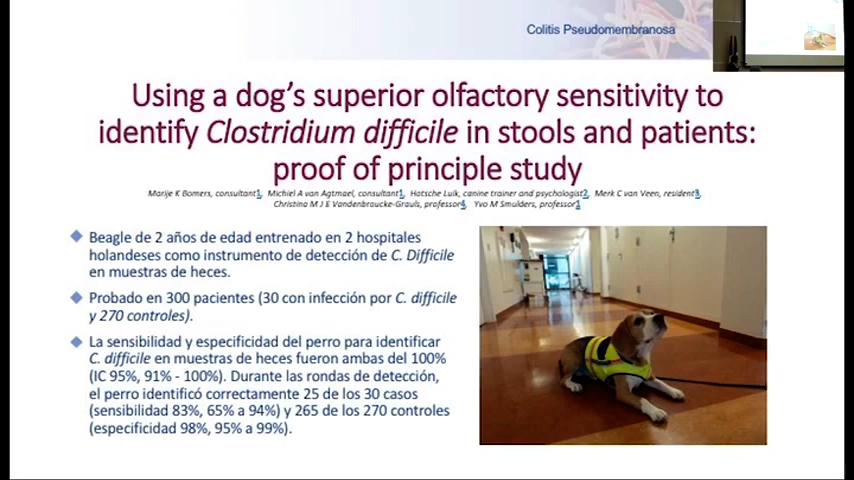 Colitis Pseudomembranosa
Using a dog's superior olfactory sensitivity to
identify Clostridium difficile in stools and patients:
proof of principle study
Marije K Bomers, consultant1, Michiel A van Agtmael, consultant1, Hotsche Luik, canine trainer and psychologist2, Merk C van Veen, resident3,
Christina M J E Vandenbroucke-Grauls, professor4, Yvo M Smulders, professor1
Beagle de 2 años de edad entrenado en 2 hospitales
holandeses como instrumento de detección de C. Difficile
en muestras de heces.
Probado en 300 pacientes (30 con infección por C. difficile
y 270 controles).
La sensibilidad y especificidad del perro para identificar
C. difficile en muestras de heces fueron ambas del 100%
(IC 95%, 91% - 100%). Durante las rondas de detección,
el perro identificó correctamente 25 de los 30 casos
(sensibilidad 83%, 65% a 94%) y 265 de los 270 controles
(especificidad 98%, 95% a 99%).